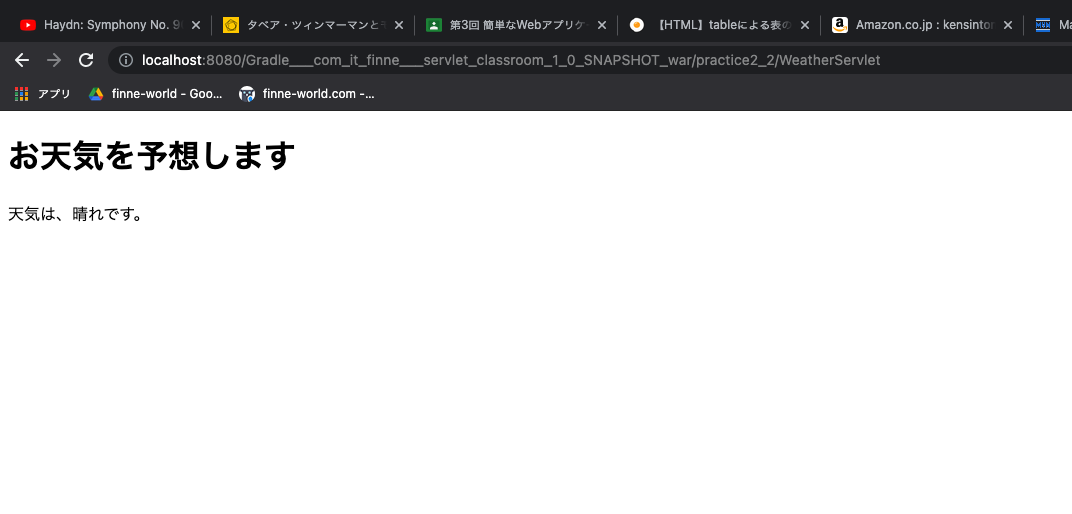 Haydn: Symphony No. 9
タベア・ツィンマーマンと
第3回 簡単なWebアプリケ
【HTML】tableによる表の
Amazon.co.jp : kensinto
Ma
localhost:8080/Gradle___com_it_finne___servlet_classroom_1_0_SNAPSHOT_war/practice2_2/WeatherServlet
アプリ
finne-world - Goo...
finne-world.com -...
お天気を予想します
天気は、晴れです。